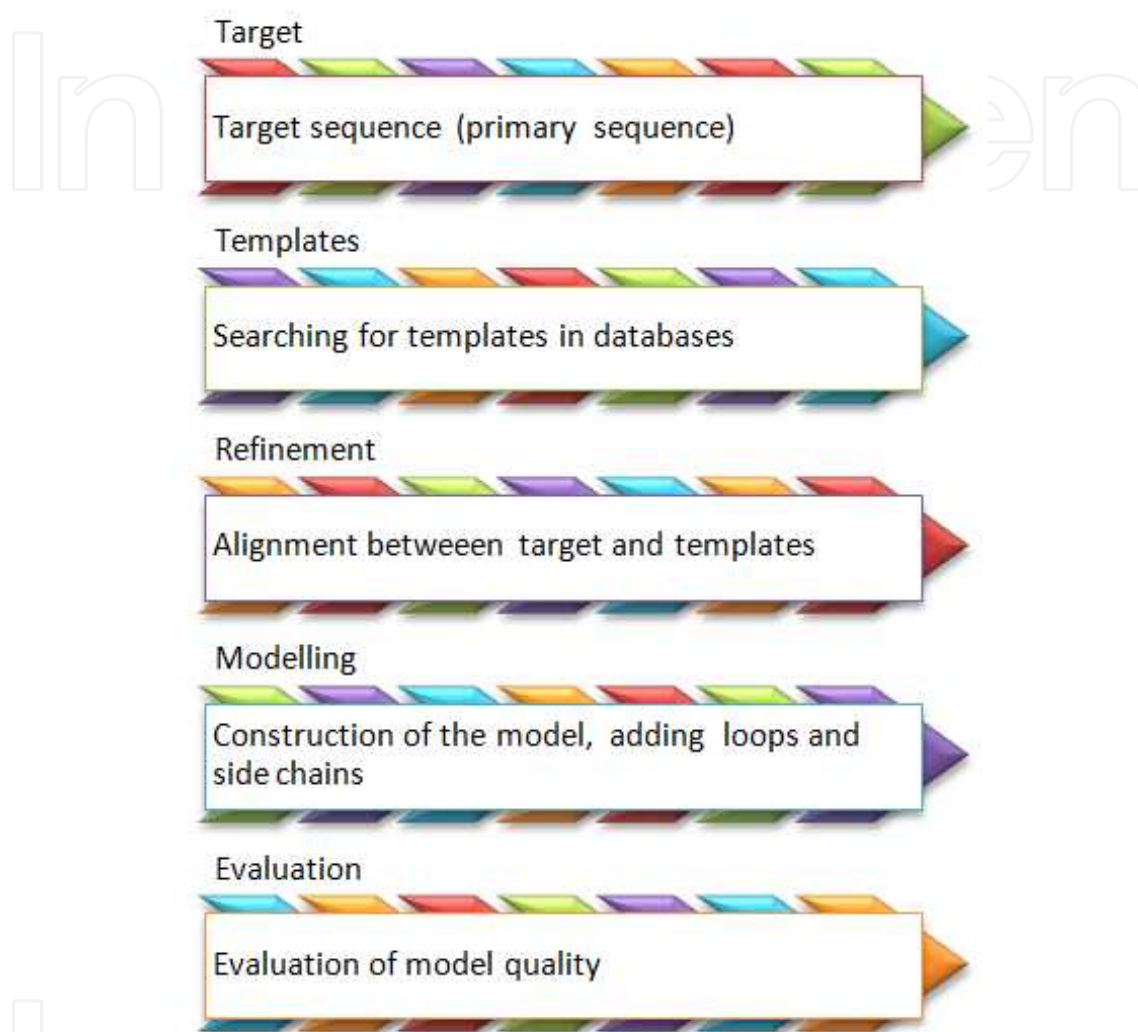 Target
Target sequence (primary sequence)
Templates
Searching for templates in databases
Refinement
Alignment betweeen target and templates
Modelling
Construction of the model, adding loops and
side chains
Evaluation
Evaluation of model quality